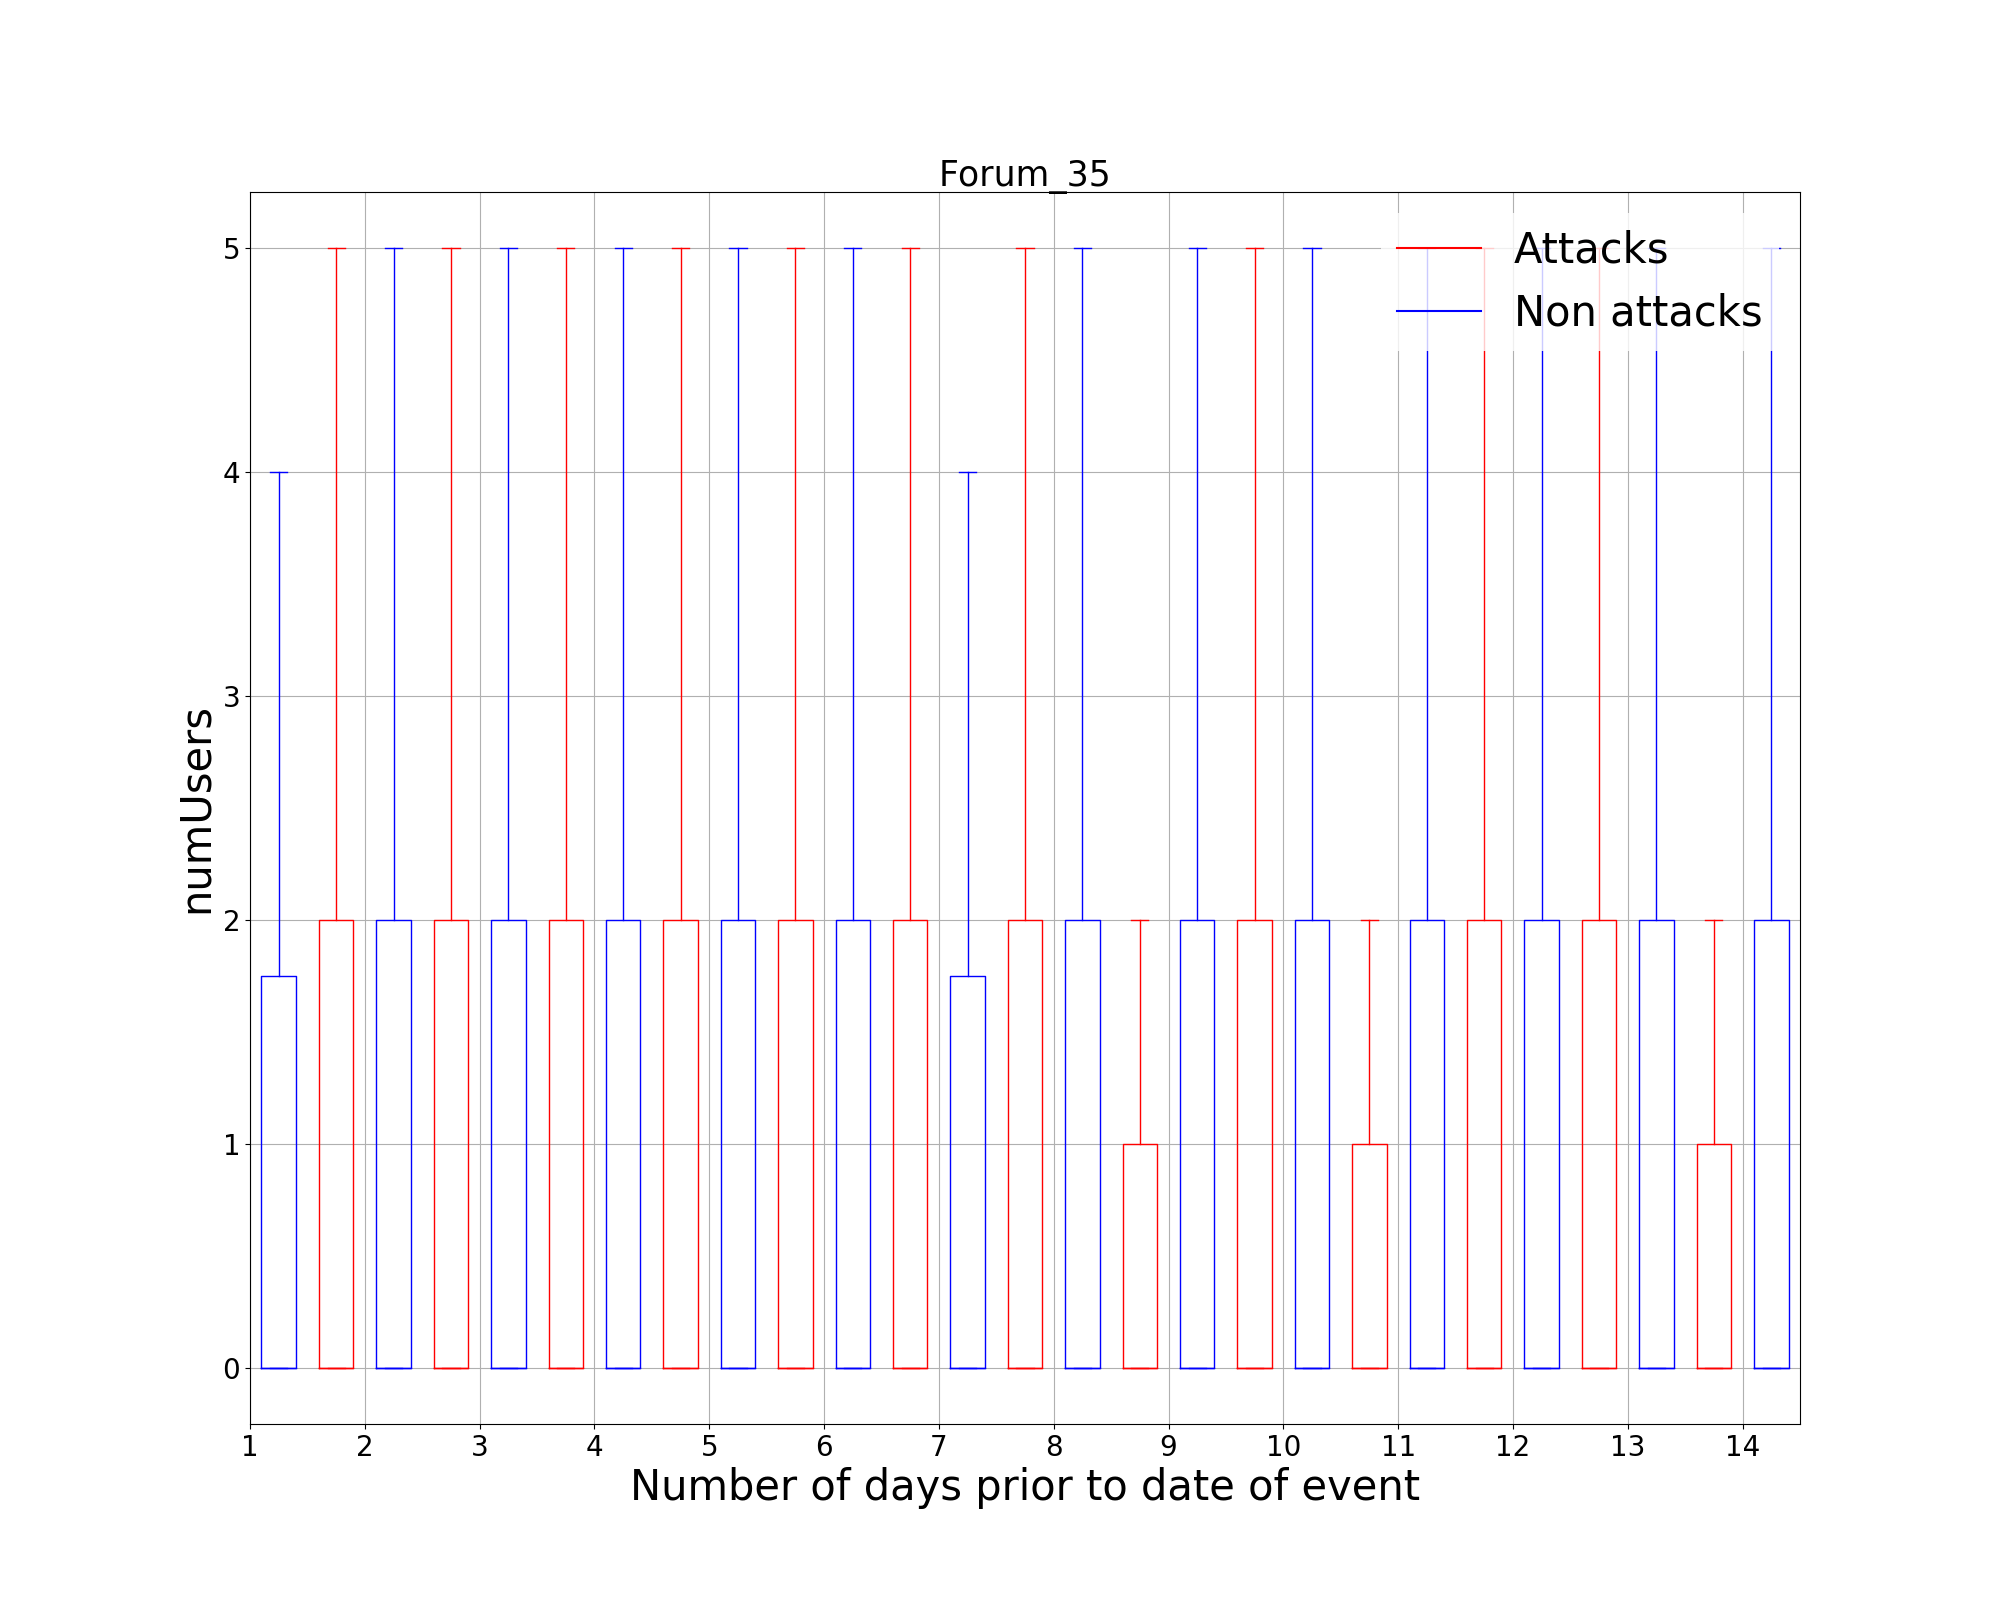 Forum_35
5
4
3
2
1
0
numUsers
Attacks
Non attacks
1 2 3 4 5 6 7 8 9 10 11 12 13 14
Number of days prior to date of event